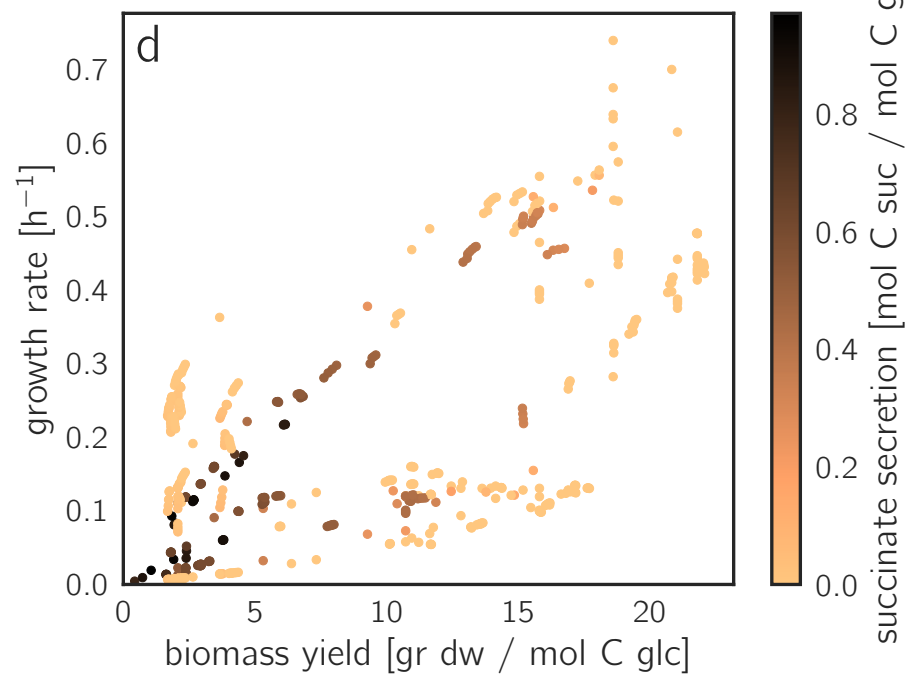 d
0.7
0.6
0.5
0.4
0.3
0.2
0.1
0.0
growth rate [h⁻¹]
0 5 10 15 20
biomass yield [gr dw / mol C glc]
0.8
0.6
0.4
0.2
0.0
succinate secretion [mol C suc / mol C g